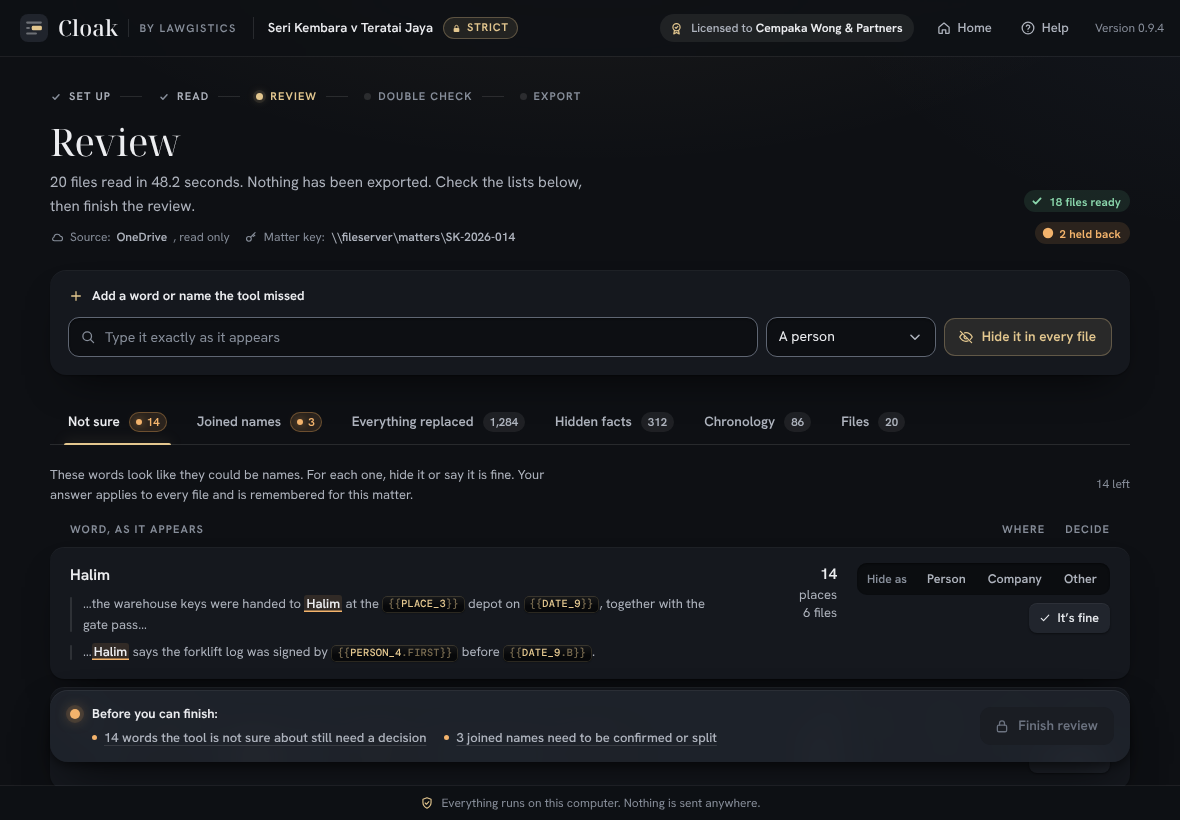 Cloak BY LAWGISTICS Seri Kembara v Teratai Jaya STRICT Licensed to Cempaka Wong & Partners Home Help Version 0.9.4
SET UP READ REVIEW DOUBLE CHECK EXPORT
Review
20 files read in 48.2 seconds. Nothing has been exported. Check the lists below,
then finish the review.
18 files ready
Source: OneDrive , read only Matter key: \\fileserver\matters\SK-2026-014
2 held back
Add a word or name the tool missed
Type it exactly as it appears A person Hide it in every file
Not sure 14 Joined names 3 Everything replaced 1,284 Hidden facts 312 Chronology 86 Files 20
These words look like they could be names. For each one, hide it or say it is fine. Your
answer applies to every file and is remembered for this matter.
14 left
WORD, AS IT APPEARS WHERE DECIDE
Halim 14 Hide as Person Company Other
places
6 files
It's fine
…the warehouse keys were handed to Halim at the {{PLACE_3}} depot on {{DATE_9}}, together with the
gate pass…
…Halim says the forklift log was signed by {{PERSON_4.FIRST}} before {{DATE_9.B}}.
Before you can finish:
14 words the tool is not sure about still need a decision 3 joined names need to be confirmed or split
Finish review
Everything runs on this computer. Nothing is sent anywhere.